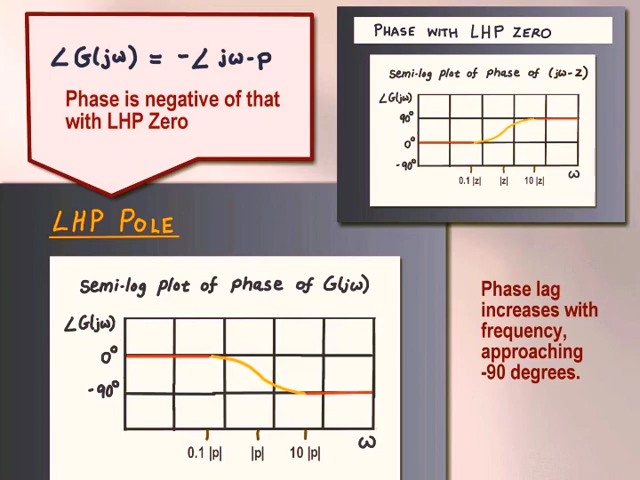 ∠G(jω) = -∠ jω-p
Phase is negative of that
with LHP Zero
PHASE WITH LHP ZERO
semi-log plot of phase of (jω-z)
∠G(jω)
90°
0°
-90°
0.1 |z| |z| 10 |z| ω
LHP POLE
semi-log plot of phase of G(jω)
∠G(jω)
0°
-90°
ω
0.1 |p| |p| 10 |p|
Phase lag
increases with
frequency,
approaching
-90 degrees.